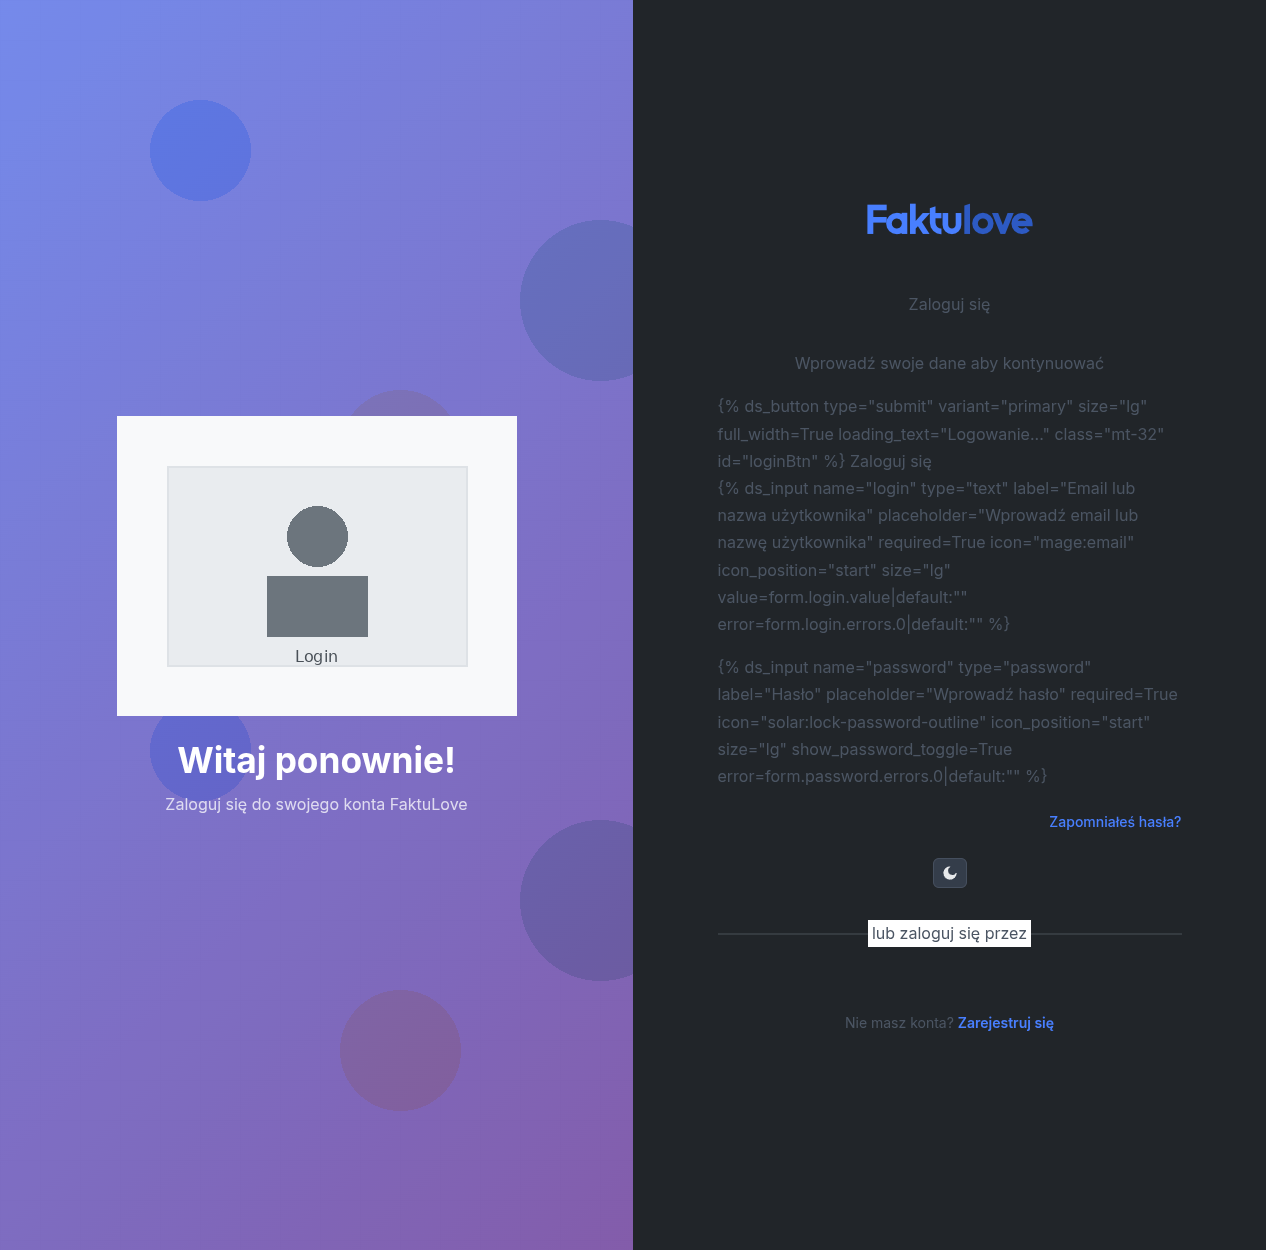 Login
Witaj ponownie!
Zaloguj się do swojego konta FaktuLove
Faktulove
Zaloguj się
Wprowadź swoje dane aby kontynuować
{% ds_button type="submit" variant="primary" size="lg"
full_width=True loading_text="Logowanie..." class="mt-32"
id="loginBtn" %} Zaloguj się
{% ds_input name="login" type="text" label="Email lub
nazwa użytkownika" placeholder="Wprowadź email lub
nazwę użytkownika" required=True icon="mage:email"
icon_position="start" size="lg"
value=form.login.value|default:""
error=form.login.errors.0|default:"" %}
{% ds_input name="password" type="password"
label="Hasło" placeholder="Wprowadź hasło" required=True
icon="solar:lock-password-outline" icon_position="start"
size="lg" show_password_toggle=True
error=form.password.errors.0|default:"" %}
Zapomniałeś hasła?
lub zaloguj się przez
Nie masz konta? Zarejestruj się